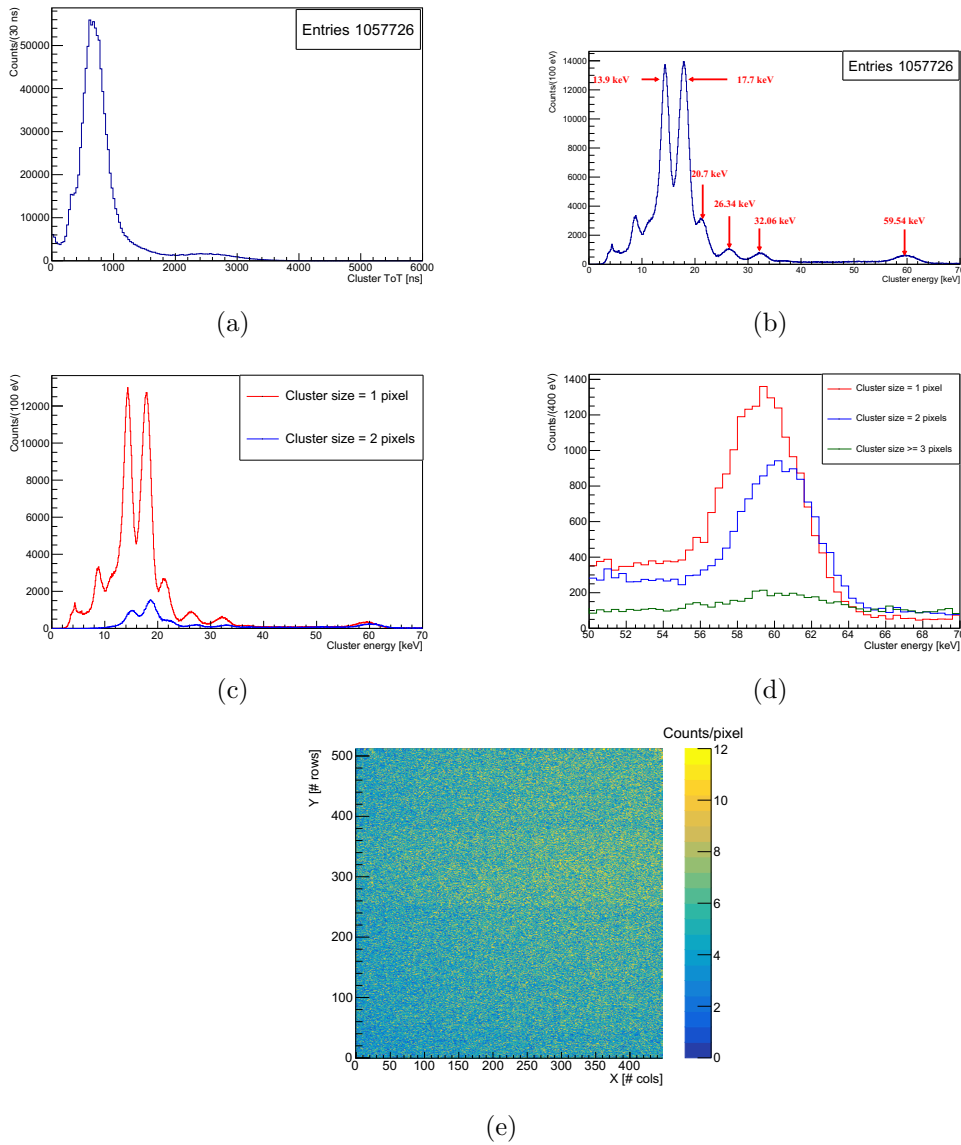 Counts/(30 ns)
Entries 1057726
50000
40000
30000
20000
10000
0
0 1000 2000 3000 4000 5000 6000
Cluster ToT [ns]
(a)
Counts/(100 eV)
Entries 1057726
14000
12000
10000
8000
6000
4000
2000
0
13.9 keV
17.7 keV
20.7 keV
26.34 keV
32.06 keV
59.54 keV
0 10 20 30 40 50 60 70
Cluster energy [keV]
(b)
Counts/(100 eV)
Cluster size = 1 pixel
Cluster size = 2 pixels
12000
10000
8000
6000
4000
2000
0
0 10 20 30 40 50 60 70
Cluster energy [keV]
(c)
Counts/(400 eV)
Cluster size = 1 pixel
Cluster size = 2 pixels
Cluster size >= 3 pixels
1400
1200
1000
800
600
400
200
0
50 52 54 56 58 60 62 64 66 68 70
Cluster energy [keV]
(d)
Counts/pixel
Y [# rows]
500
400
300
200
100
0
0 50 100 150 200 250 300 350 400
X [# cols]
12
10
8
6
4
2
0
(e)